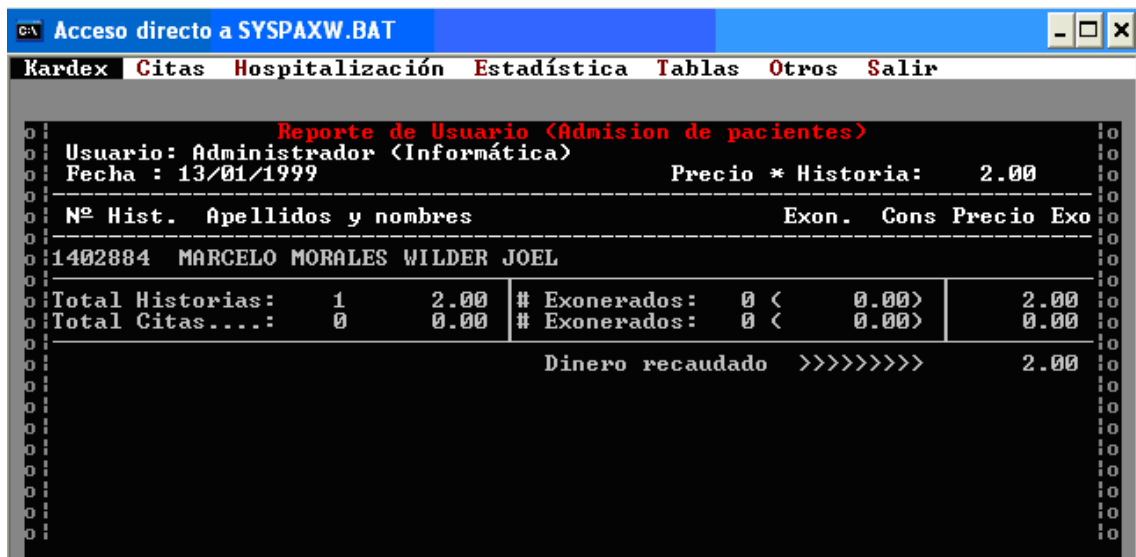 Acceso directo a SYSPAXW.BAT
Kardex Citas Hospitalización Estadística Tablas Otros Salir
Reporte de Usuario (Admision de pacientes)
Usuario: Administrador (Informática)
Fecha : 13/01/1999 Precio * Historia: 2.00
Nº Hist. Apellidos y nombres Exon. Cons Precio Exo
1402884 MARCELO MORALES WILDER JOEL
Total Historias: 1 2.00 # Exonerados: 0 ( 0.00) 2.00
Total Citas....: 0 0.00 # Exonerados: 0 ( 0.00) 0.00
Dinero recaudado >>>>>>>>> 2.00